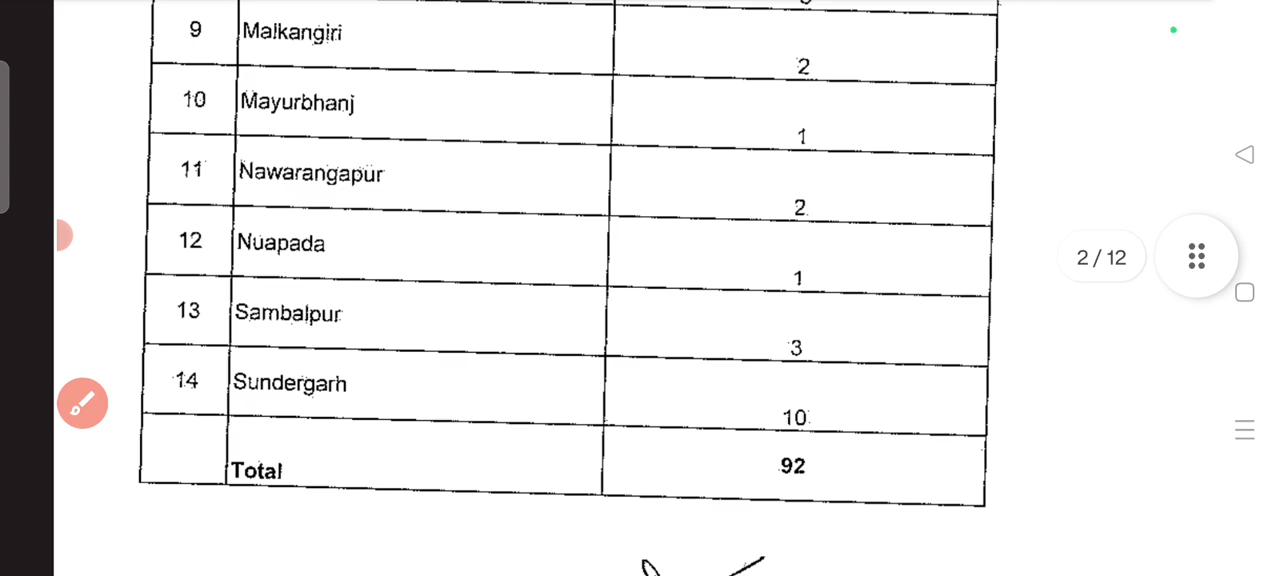 9 Malkangiri 2
10 Mayurbhanj 1
11 Nawarangapur 2
12 Nuapada 1
13 Sambalpur 3
14 Sundergarh 10
Total 92
2 / 12